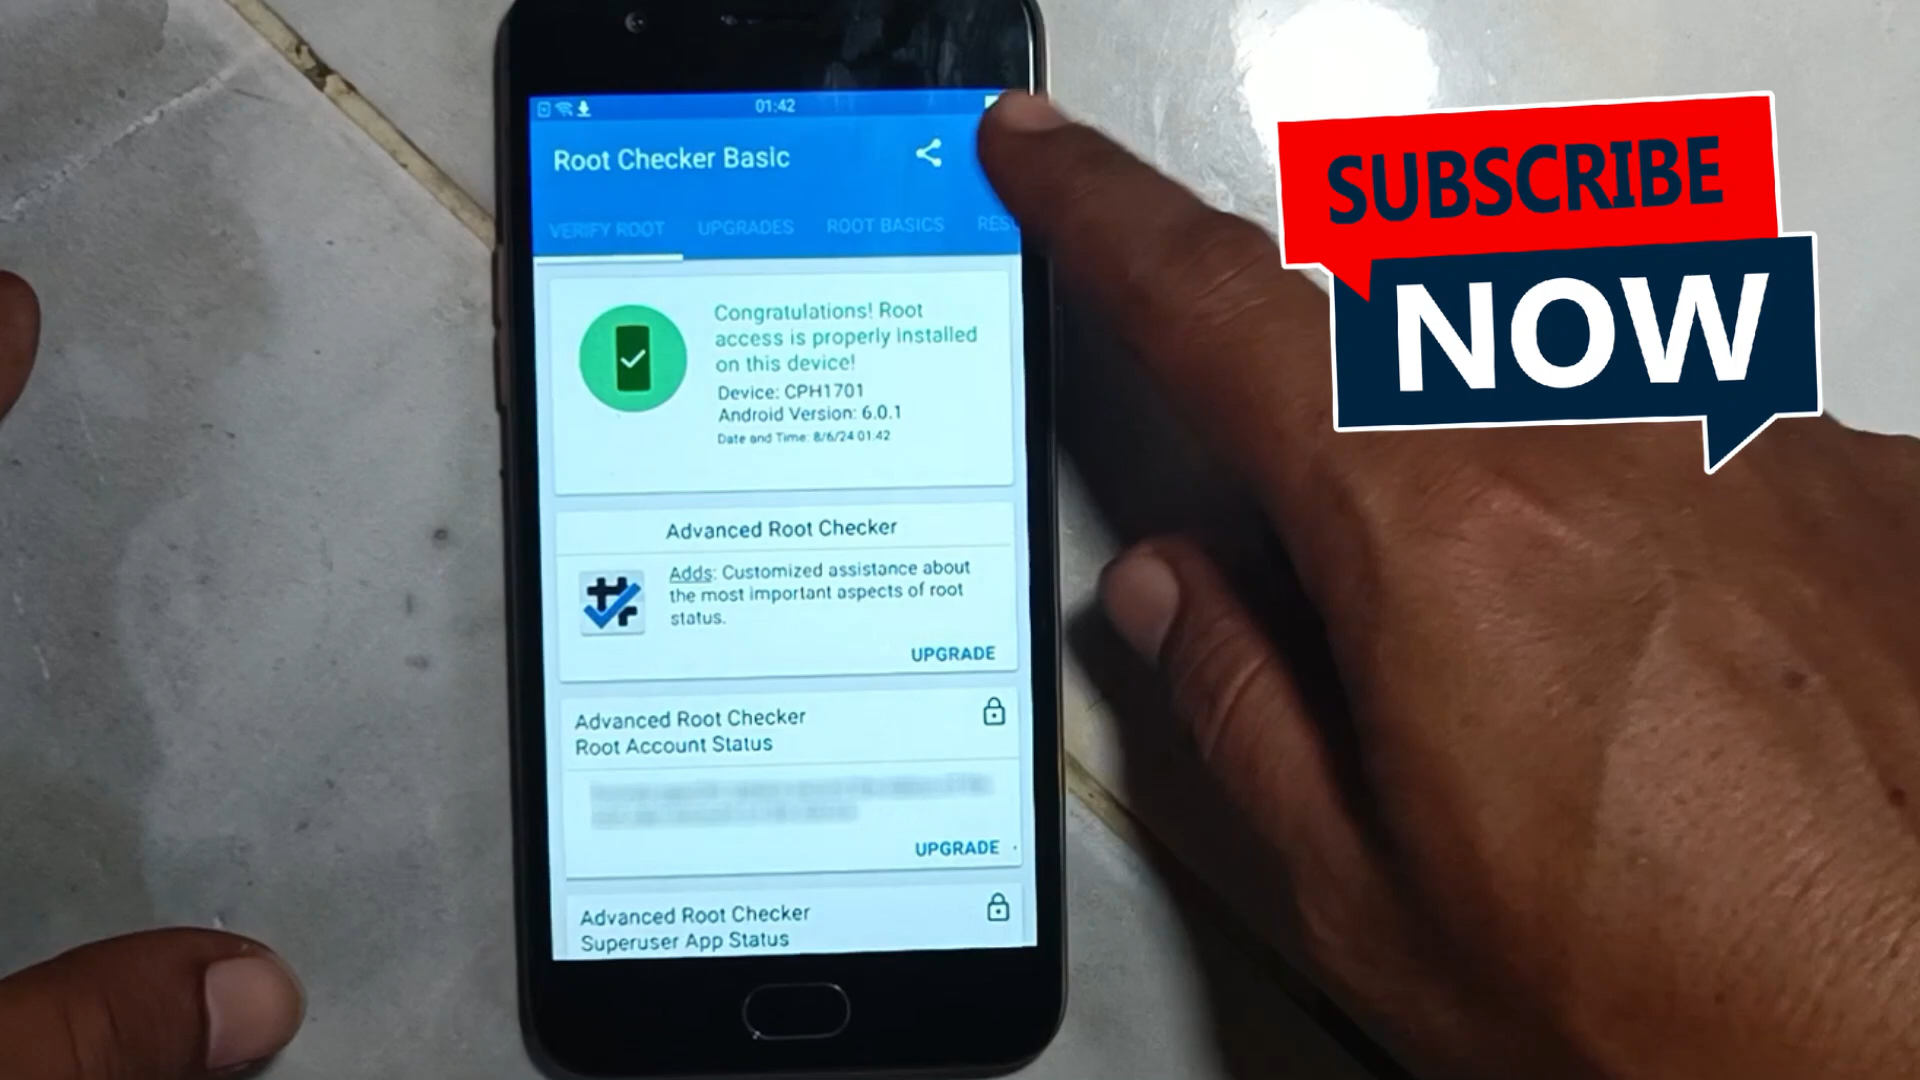 01:42
Root Checker Basic
VERIFY ROOT UPGRADES ROOT BASICS
Congratulations! Root
access is properly installed
on this device!
Device: CPH1701
Android Version: 6.0.1
Date and Time: 8/6/24 01:42
Advanced Root Checker
Adds: Customized assistance about
the most important aspects of root
status.
UPGRADE
Advanced Root Checker
Root Account Status
UPGRADE
Advanced Root Checker
Superuser App Status
SUBSCRIBE
NOW